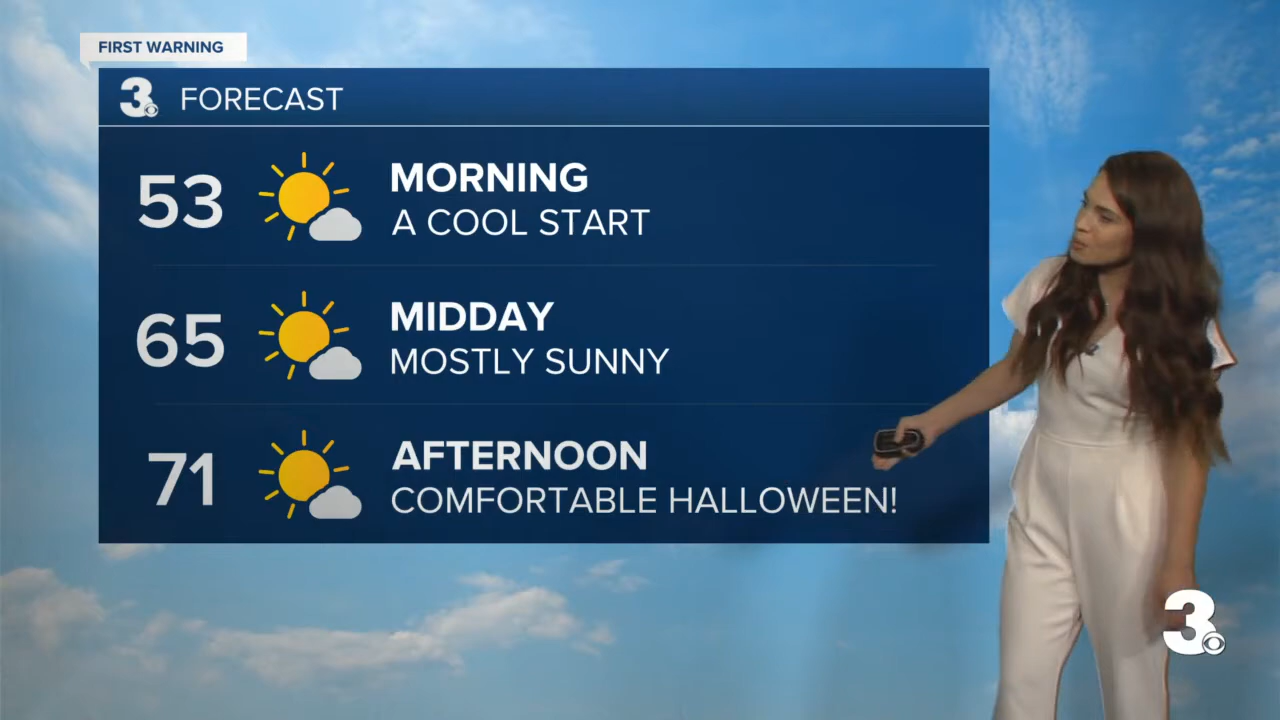 FIRST WARNING
3 FORECAST
53
MORNING
A COOL START
65
MIDDAY
MOSTLY SUNNY
71
AFTERNOON
COMFORTABLE HALLOWEEN!
3